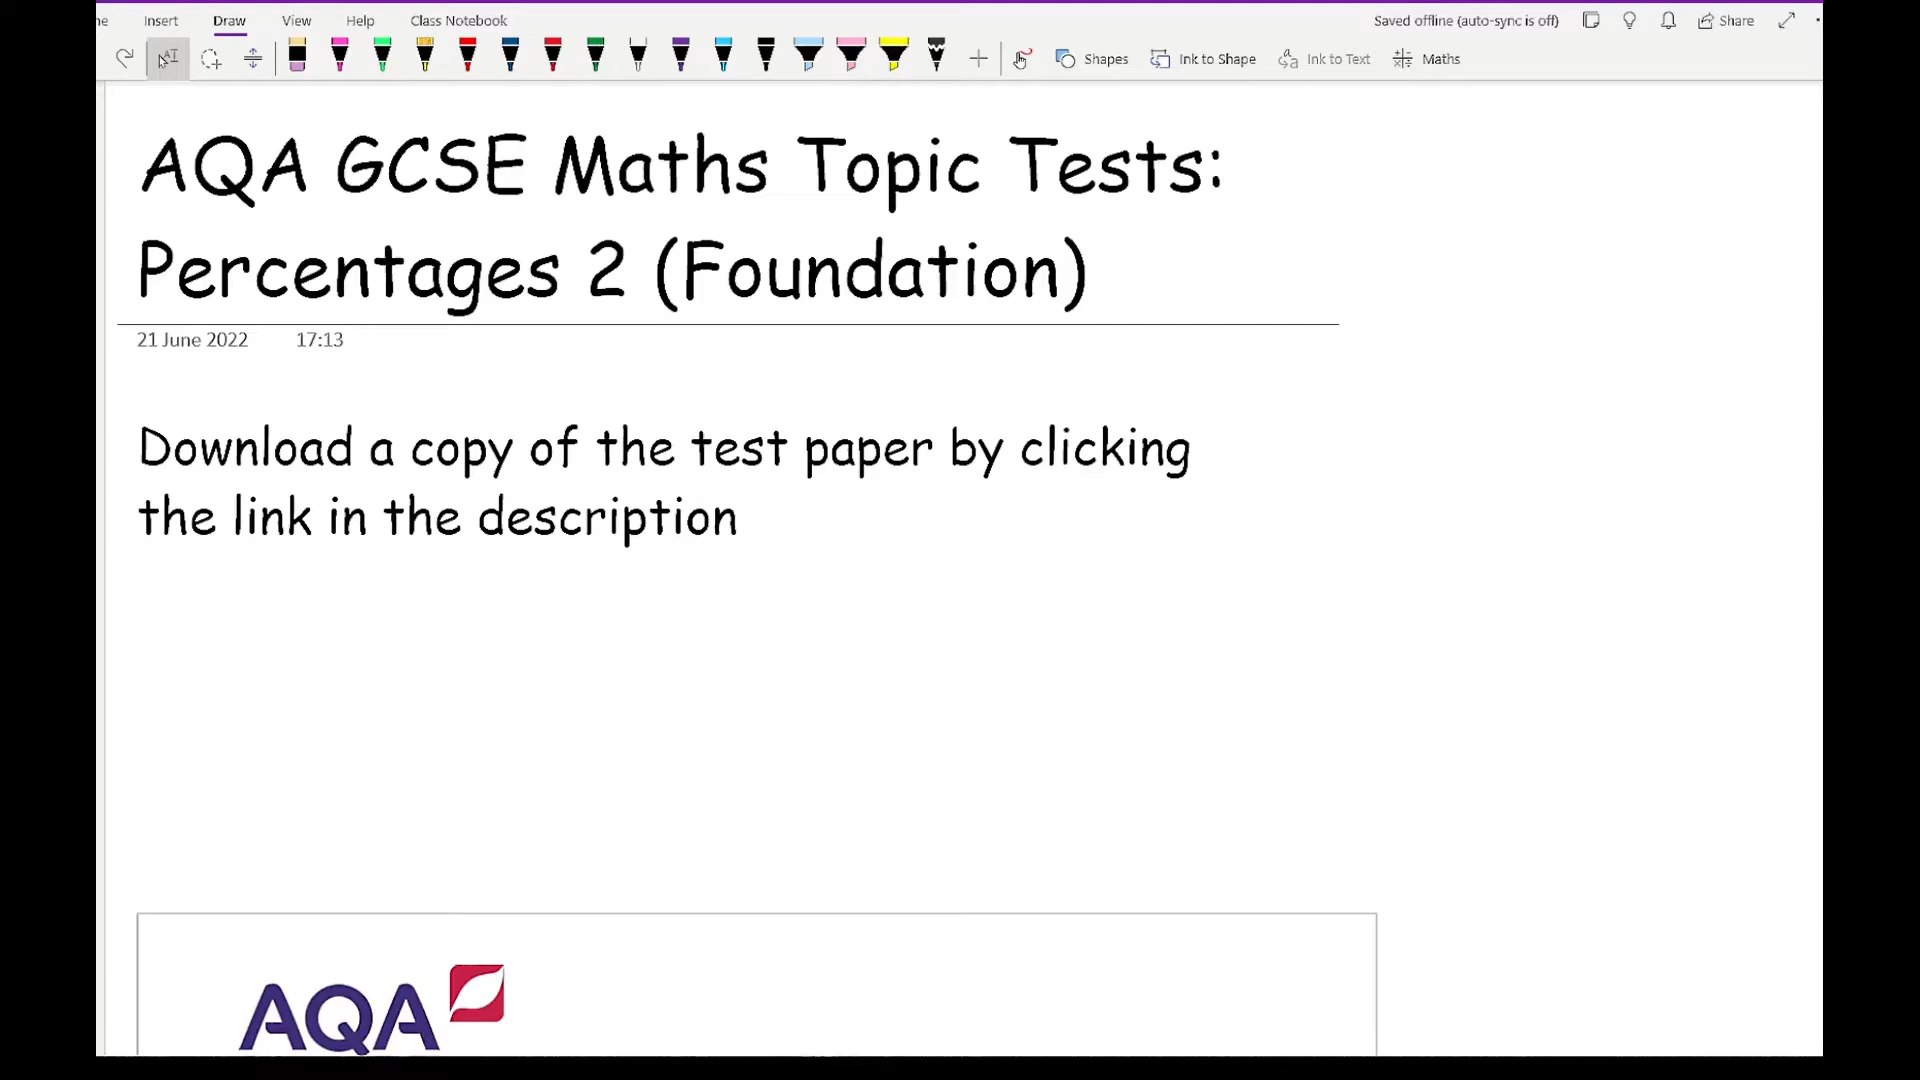 Insert Draw View Help Class Notebook Saved offline (auto-sync is off) Share
Shapes Ink to Shape Ink to Text Maths
AQA GCSE Maths Topic Tests:
Percentages 2 (Foundation)
21 June 2022 17:13
Download a copy of the test paper by clicking
the link in the description
AQA